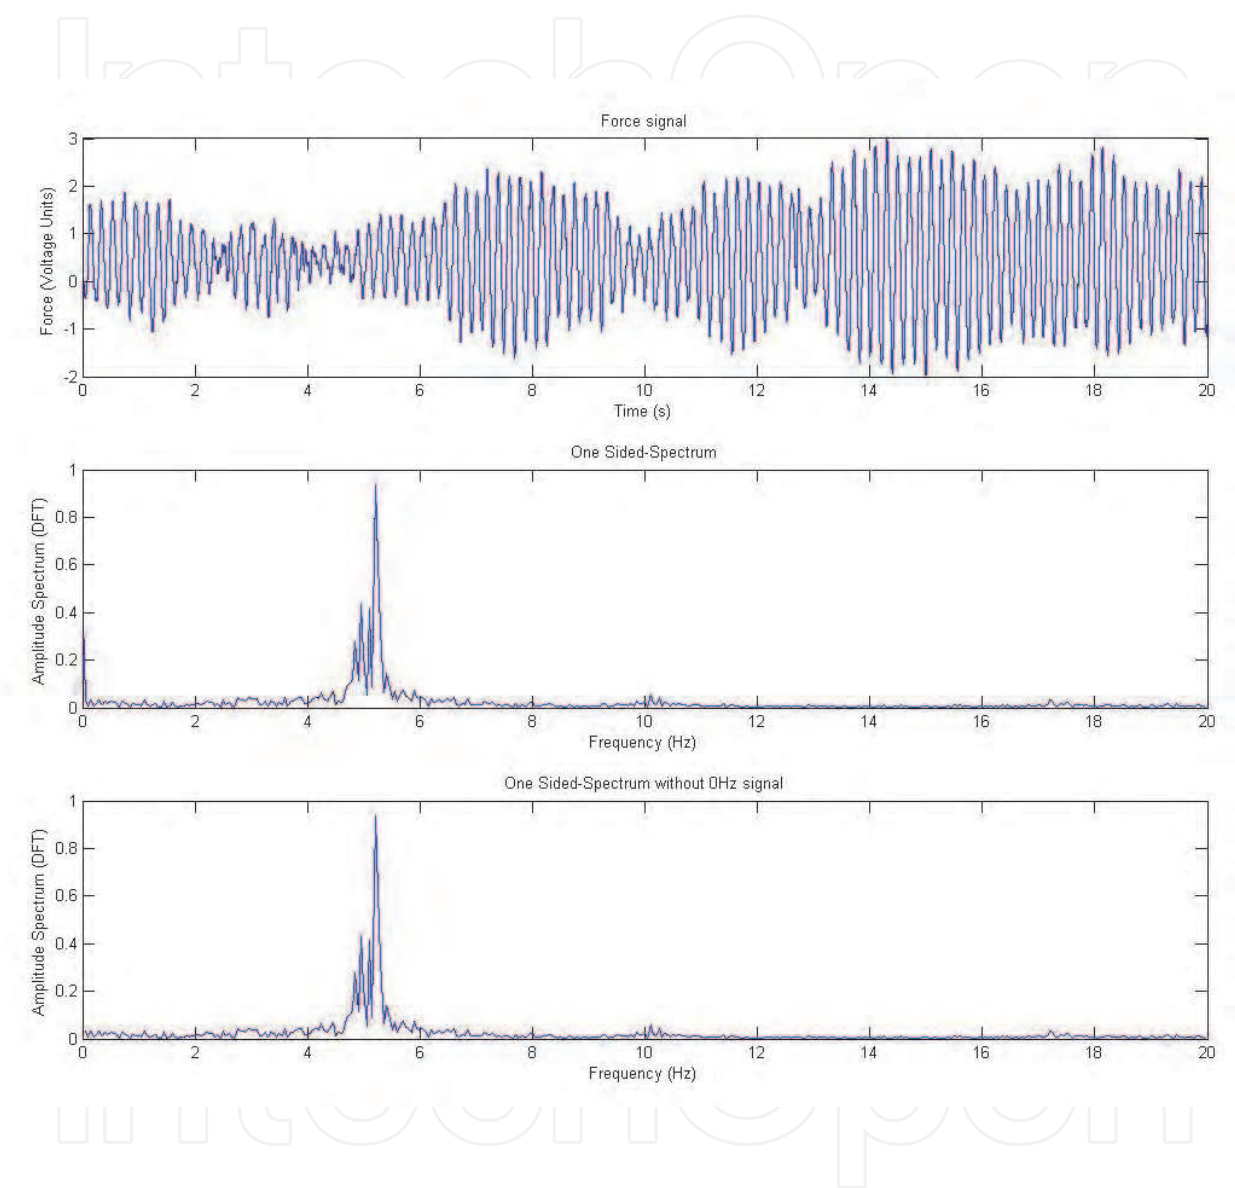 IntechOpen
Force signal
3
2
1
0
-1
-2
Force (Voltage Units)
0 2 4 6 8 10 12 14 16 18 20
Time (s)
One Sided-Spectrum
1
0.8
0.6
0.4
0.2
0
Amplitude Spectrum (DFT)
0 2 4 6 8 10 12 14 16 18 20
Frequency (Hz)
One Sided-Spectrum without 0Hz signal
1
0.8
0.6
0.4
0.2
0
Amplitude Spectrum (DFT)
0 2 4 6 8 10 12 14 16 18 20
Frequency (Hz)
IntechOpen